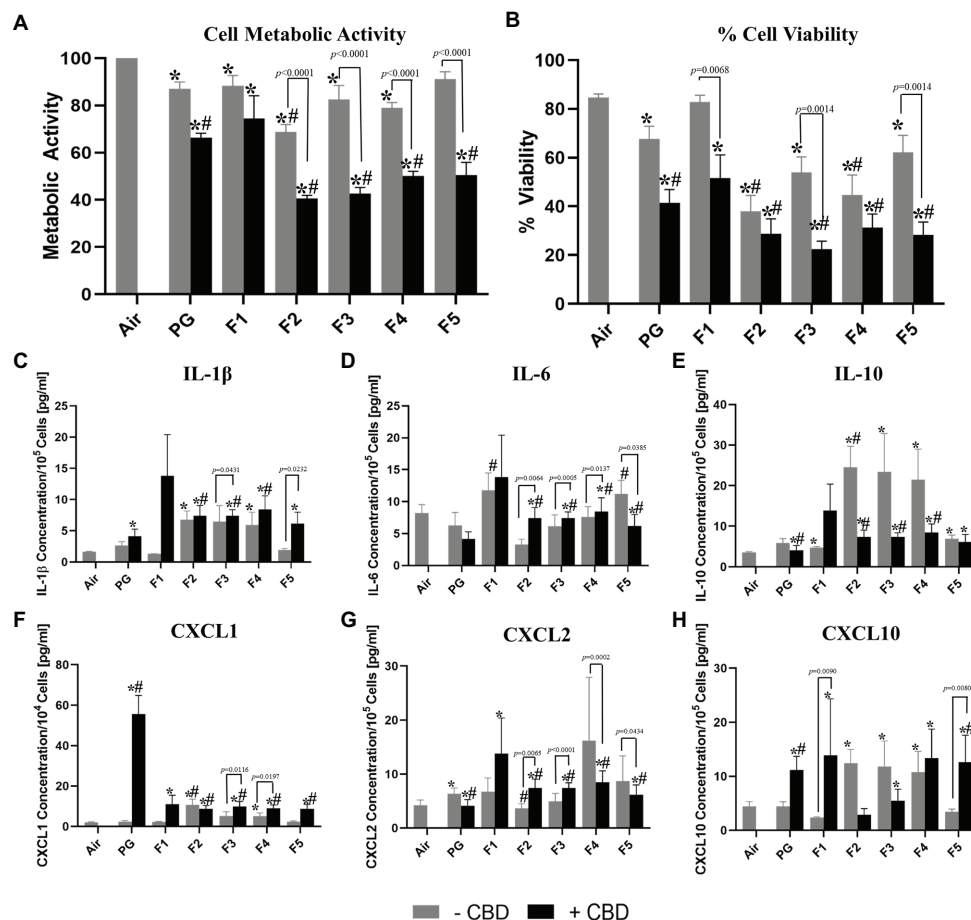 A
Cell Metabolic Activity
Metabolic Activity
100
80
60
40
20
0
* *# * * *# *# * *# * *# *#
p<0.0001 p<0.0001 p<0.0001 p<0.0001
Air PG F1 F2 F3 F4 F5
B
% Cell Viability
% Viability
100
80
60
40
20
0
* *# * *# *# * *# *# *# * *#
p=0.0068 p=0.0014 p=0.0014
Air PG F1 F2 F3 F4 F5
C
IL-1β
IL-1β Concentration/10⁵ Cells [pg/ml]
25
20
15
10
5
0
* * *# *# * *# *
p=0.0431 p=0.0232
Air PG F1 F2 F3 F4 F5
D
IL-6
IL-6 Concentration/10⁵ Cells [pg/ml]
25
20
15
10
5
0
# *# *# *# # *#
p=0.0064 p=0.0005 p=0.0137 p=0.0385
Air PG F1 F2 F3 F4 F5
E
IL-10
IL-10 Concentration/10⁵ Cells [pg/ml]
40
30
20
10
0
*# * *# *# * *# * *# * *
Air PG F1 F2 F3 F4 F5
F
CXCL1
CXCL1 Concentration/10⁴ Cells [pg/ml]
80
60
40
20
0
*# * *# *# *# * *# *#
p=0.0116 p=0.0197
Air PG F1 F2 F3 F4 F5
G
CXCL2
CXCL2 Concentration/10⁵ Cells [pg/ml]
30
20
10
0
* *# * # *# *# *# *#
p=0.0065 p<0.0001 p=0.0002 p=0.0434
Air PG F1 F2 F3 F4 F5
H
CXCL10
CXCL10 Concentration/10⁵ Cells [pg/ml]
30
20
10
0
*# * * * * * * *#
p=0.0090 p=0.0080
Air PG F1 F2 F3 F4 F5
- CBD + CBD